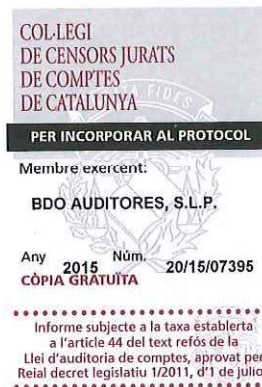 COL·LEGI
DE CENSORS JURATS
DE COMPTES
DE CATALUNYA
PER INCORPORAR AL PROTOCOL
Membre exercent:
BDO AUDITORES, S.L.P.
Any 2015 Núm. 20/15/07395
CÒPIA GRATUÏTA
Informe subjecte a la taxa establerta
a l'article 44 del text refós de la
Llei d'auditoria de comptes, aprovat per
Reial decret legislatiu 1/2011, d'1 de julio